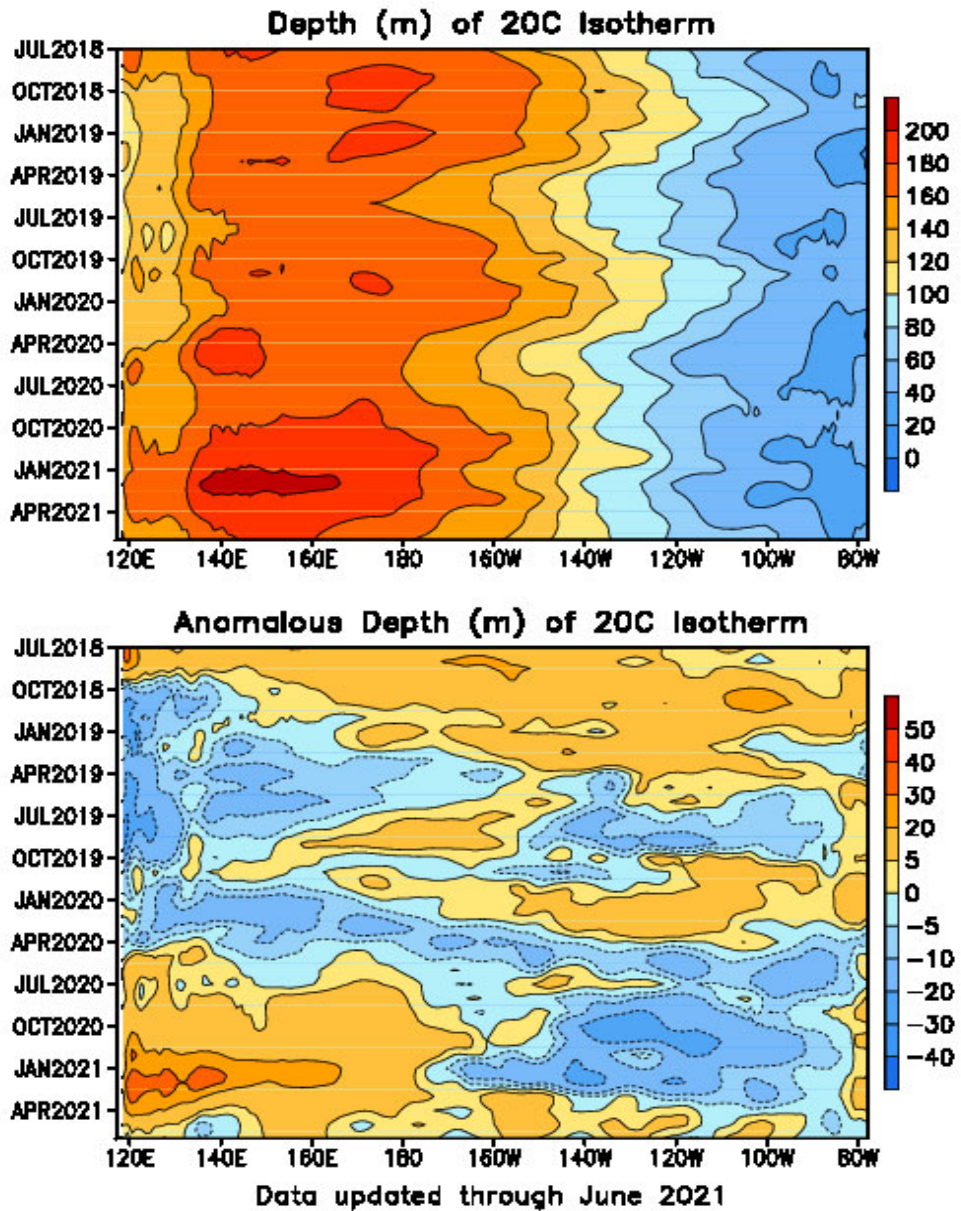 Depth (m) of 20C Isotherm
JUL2018
OCT2018
JAN2019
APR2019
JUL2019
OCT2019
JAN2020
APR2020
JUL2020
OCT2020
JAN2021
APR2021
120E 140E 160E 180 160W 140W 120W 100W 80W
200
180
160
140
120
100
80
60
40
20
0
Anomalous Depth (m) of 20C Isotherm
JUL2018
OCT2018
JAN2019
APR2019
JUL2019
OCT2019
JAN2020
APR2020
JUL2020
OCT2020
JAN2021
APR2021
120E 140E 160E 180 160W 140W 120W 100W 80W
50
40
30
20
5
0
-5
-10
-20
-30
-40
Data updated through June 2021